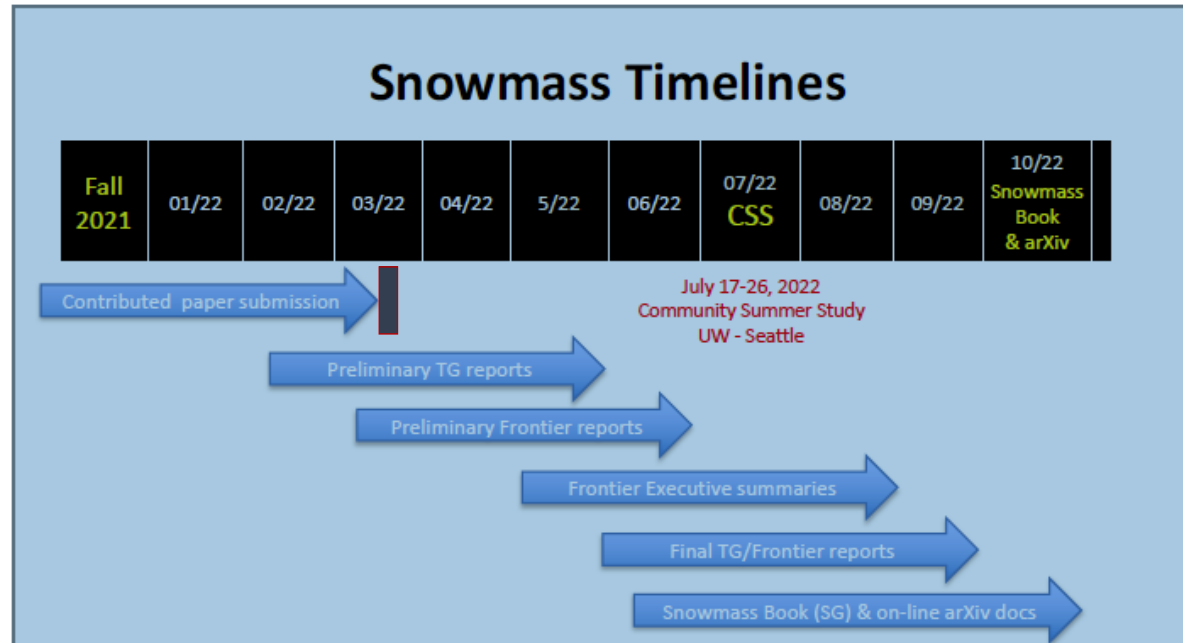 Snowmass Timelines
Fall
2021
01/22
02/22
03/22
04/22
5/22
06/22
07/22
CSS
08/22
09/22
10/22
Snowmass
Book
& arXiv
Contributed paper submission
July 17-26, 2022
Community Summer Study
UW - Seattle
Preliminary TG reports
Preliminary Frontier reports
Frontier Executive summaries
Final TG/Frontier reports
Snowmass Book (SG) & on-line arXiv docs